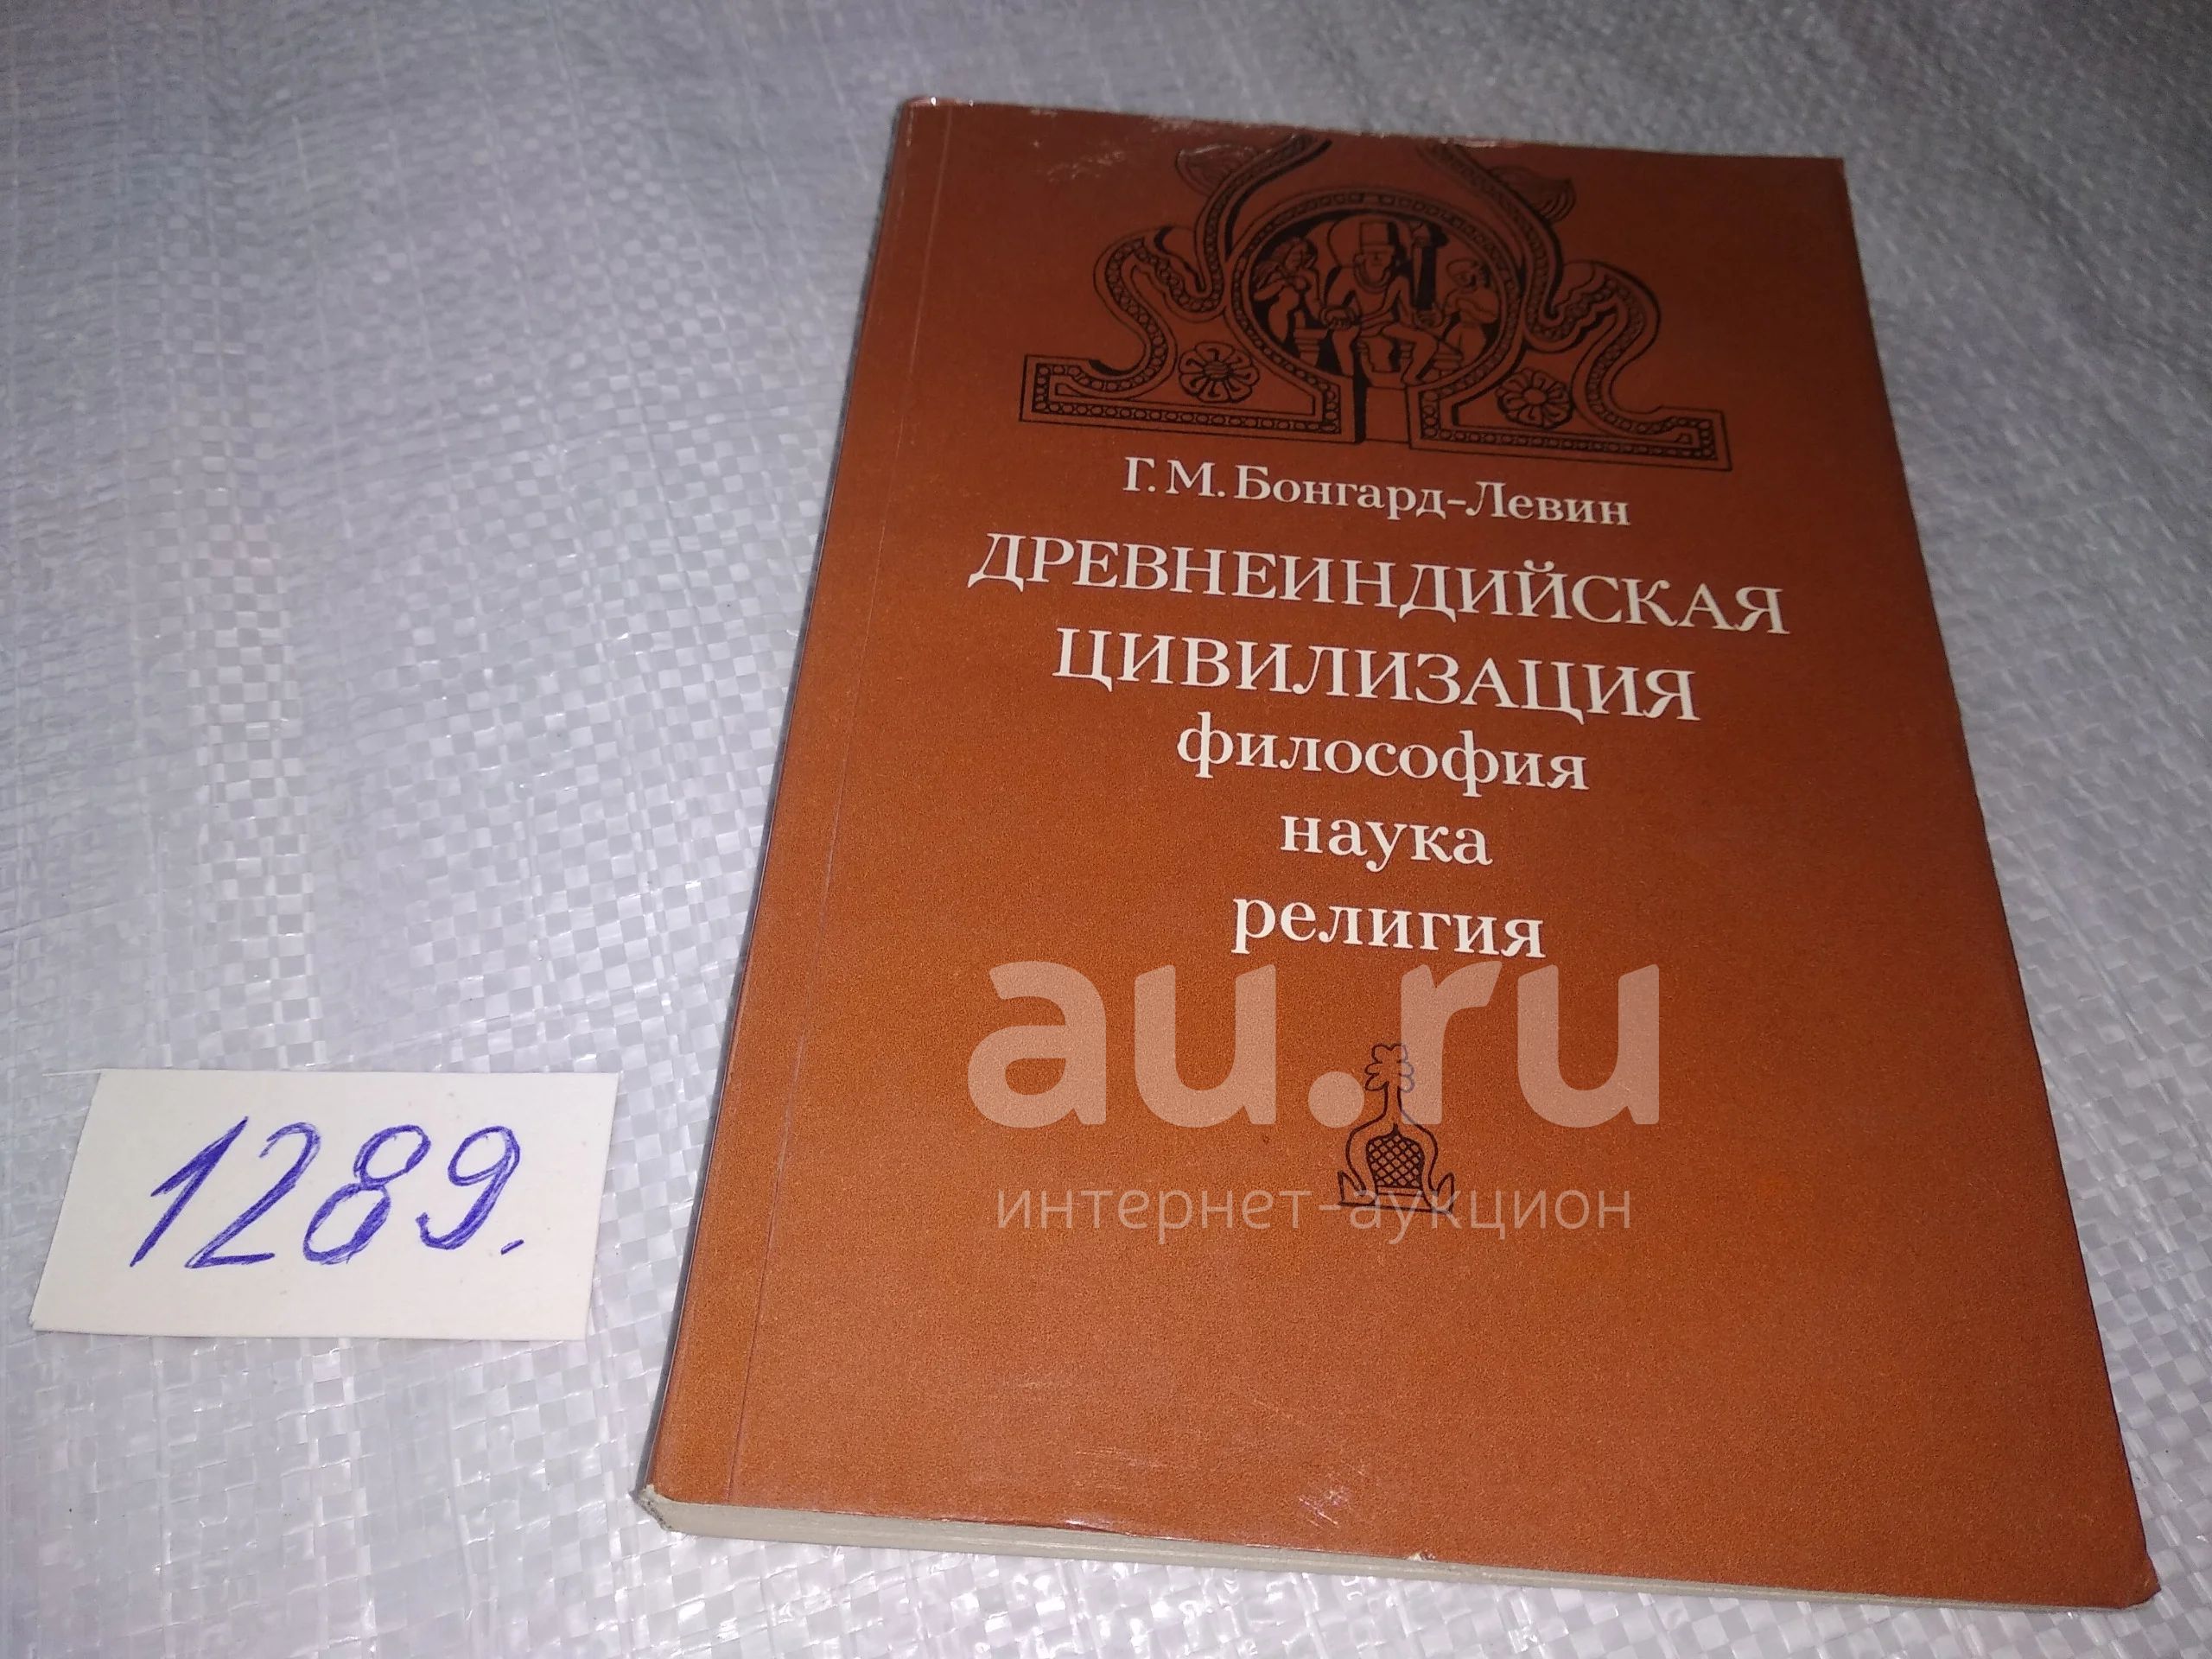 Г. М. Бонгард-Левин
ДРЕВНЕИНДИЙСКАЯ
ЦИВИЛИЗАЦИЯ
философия
наука
религия
au.ru
интернет-аукцион
1289.